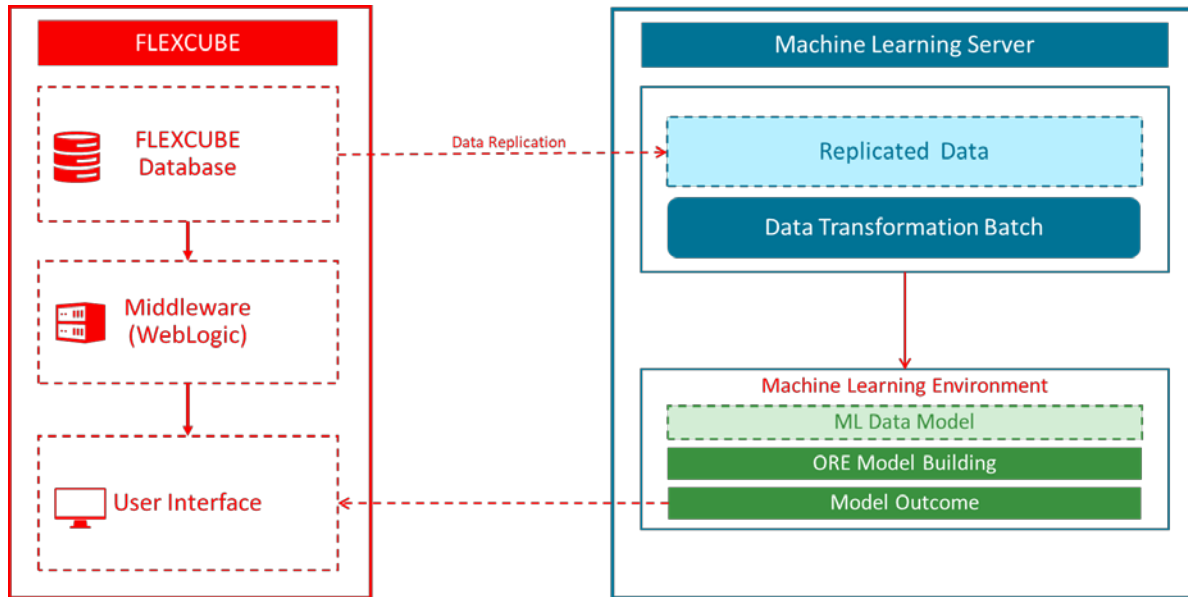 FLEXCUBE
FLEXCUBE
Database
Middleware
(WebLogic)
User Interface
Data Replication
Machine Learning Server
Replicated Data
Data Transformation Batch
Machine Learning Environment
ML Data Model
ORE Model Building
Model Outcome